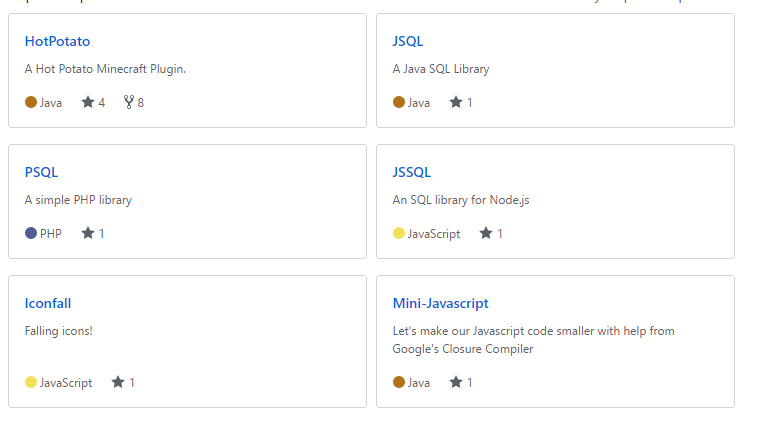 HotPotato
A Hot Potato Minecraft Plugin.
Java 4 8
JSQL
A Java SQL Library
Java 1
PSQL
A simple PHP library
PHP 1
JSSQL
An SQL library for Node.js
JavaScript 1
Iconfall
Falling icons!
JavaScript 1
Mini-Javascript
Let's make our Javascript code smaller with help from
Google's Closure Compiler
Java 1